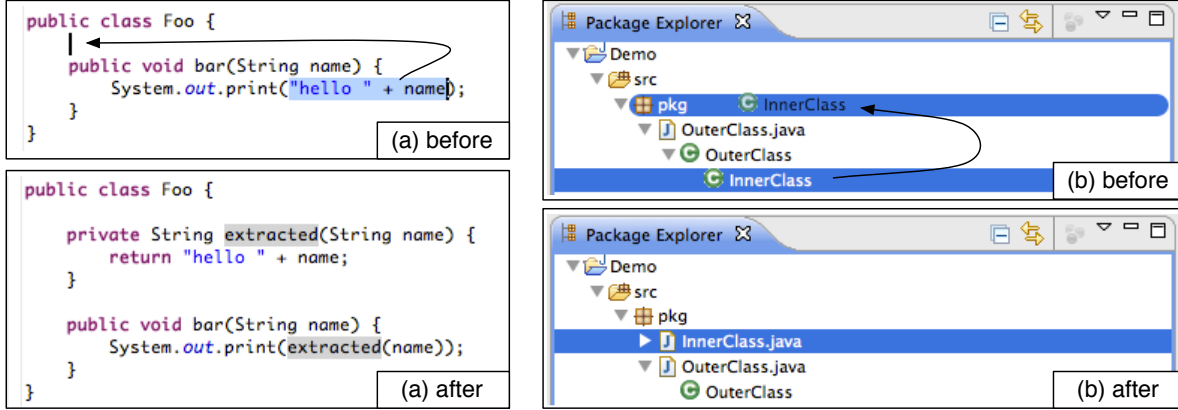 public class Foo {
public void bar(String name) {
System.out.print("hello " + name);
}
}
(a) before
public class Foo {
private String extracted(String name) {
return "hello " + name;
}
public void bar(String name) {
System.out.print(extracted(name));
}
}
(a) after
Package Explorer
Demo
src
pkg InnerClass
OuterClass.java
OuterClass
InnerClass
(b) before
Package Explorer
Demo
src
pkg
InnerClass.java
OuterClass.java
OuterClass
(b) after